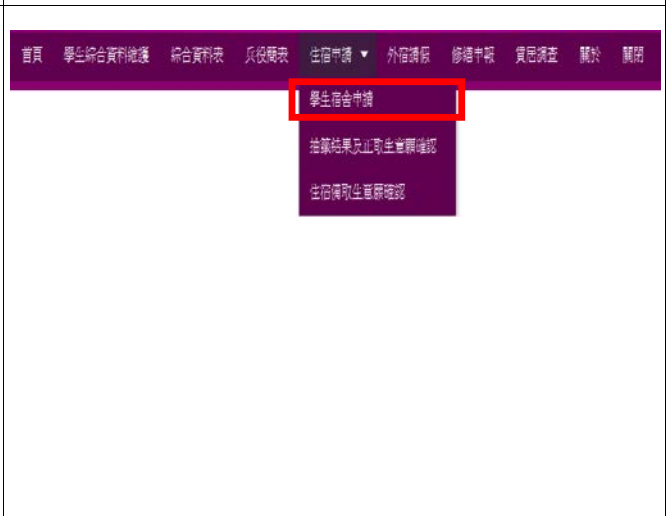 首頁 學生綜合資料維護 綜合資料表 兵役簡表 住宿申請 ▼ 外宿請假 修繕申報 賃居調查 關於 關閉
學生宿舍申請
抽籤結果及正取生意願確認
住宿備取生意願確認